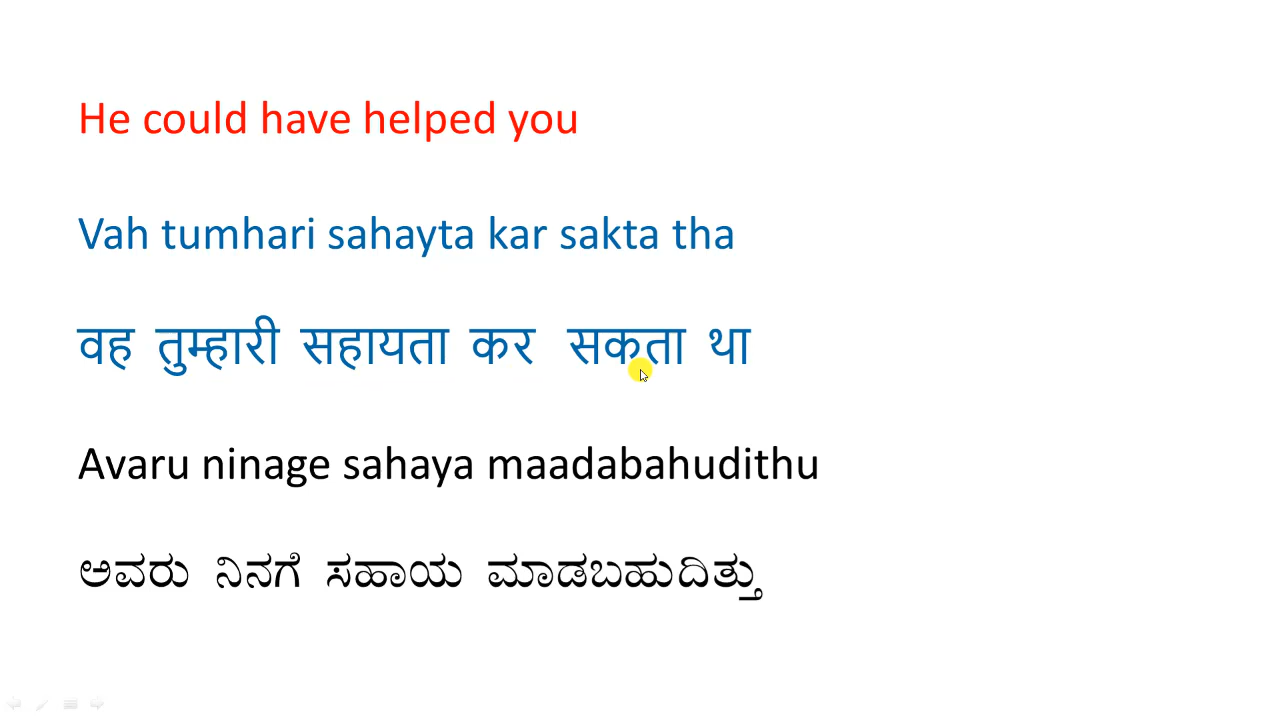 He could have helped you
Vah tumhari sahayta kar sakta tha
वह तुम्हारी सहायता कर सकता था
Avaru ninage sahaya maadabahudithu
ಅವರು ನಿನಗೆ ಸಹಾಯ ಮಾಡಬಹುದಿತ್ತು